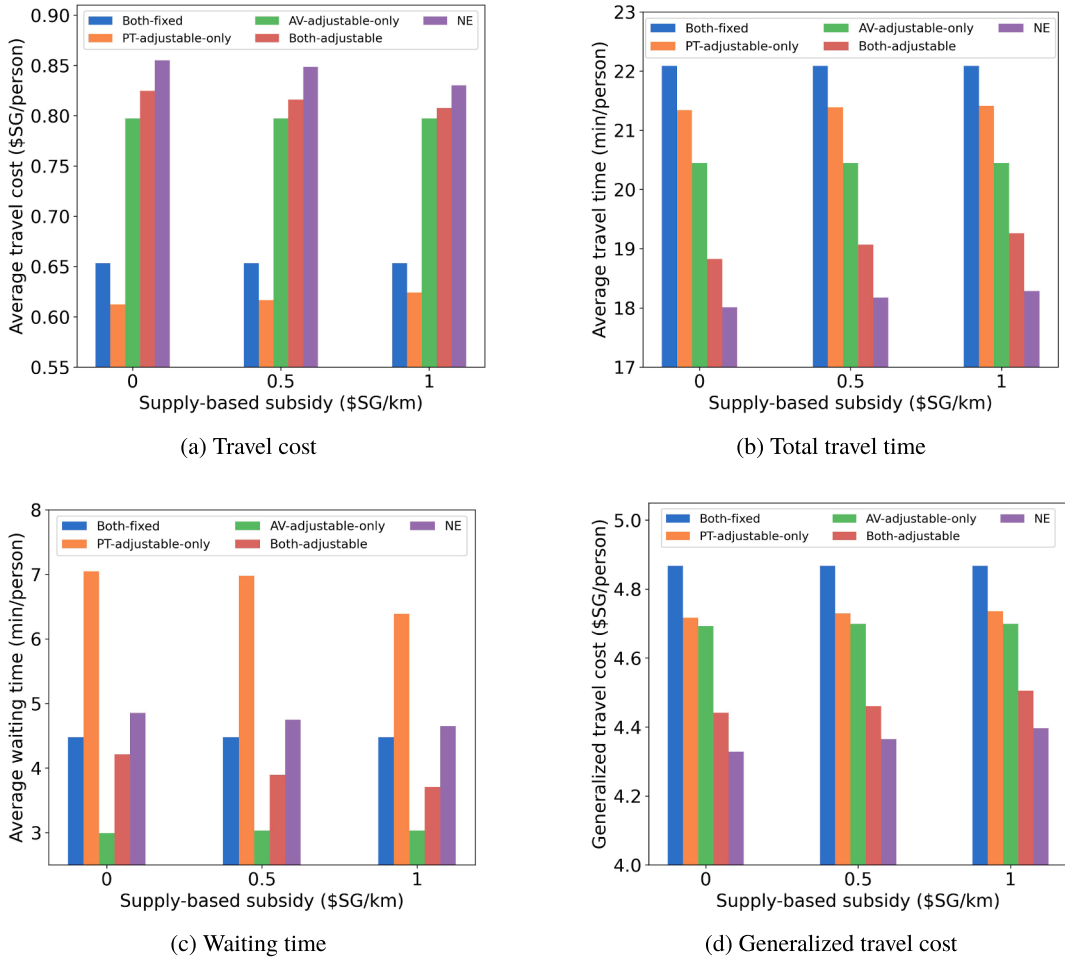 Both-fixed AV-adjustable-only NE
PT-adjustable-only Both-adjustable
0.90
0.85
0.80
0.75
0.70
0.65
0.60
0.55
Average travel cost ($SG/person)
0 0.5 1
Supply-based subsidy ($SG/km)
(a) Travel cost
Both-fixed AV-adjustable-only NE
PT-adjustable-only Both-adjustable
23
22
21
20
19
18
17
Average travel time (min/person)
0 0.5 1
Supply-based subsidy ($SG/km)
(b) Total travel time
Both-fixed AV-adjustable-only NE
PT-adjustable-only Both-adjustable
8
7
6
5
4
3
Average waiting time (min/person)
0 0.5 1
Supply-based subsidy ($SG/km)
(c) Waiting time
Both-fixed AV-adjustable-only NE
PT-adjustable-only Both-adjustable
5.0
4.8
4.6
4.4
4.2
4.0
Generalized travel cost ($SG/person)
0 0.5 1
Supply-based subsidy ($SG/km)
(d) Generalized travel cost